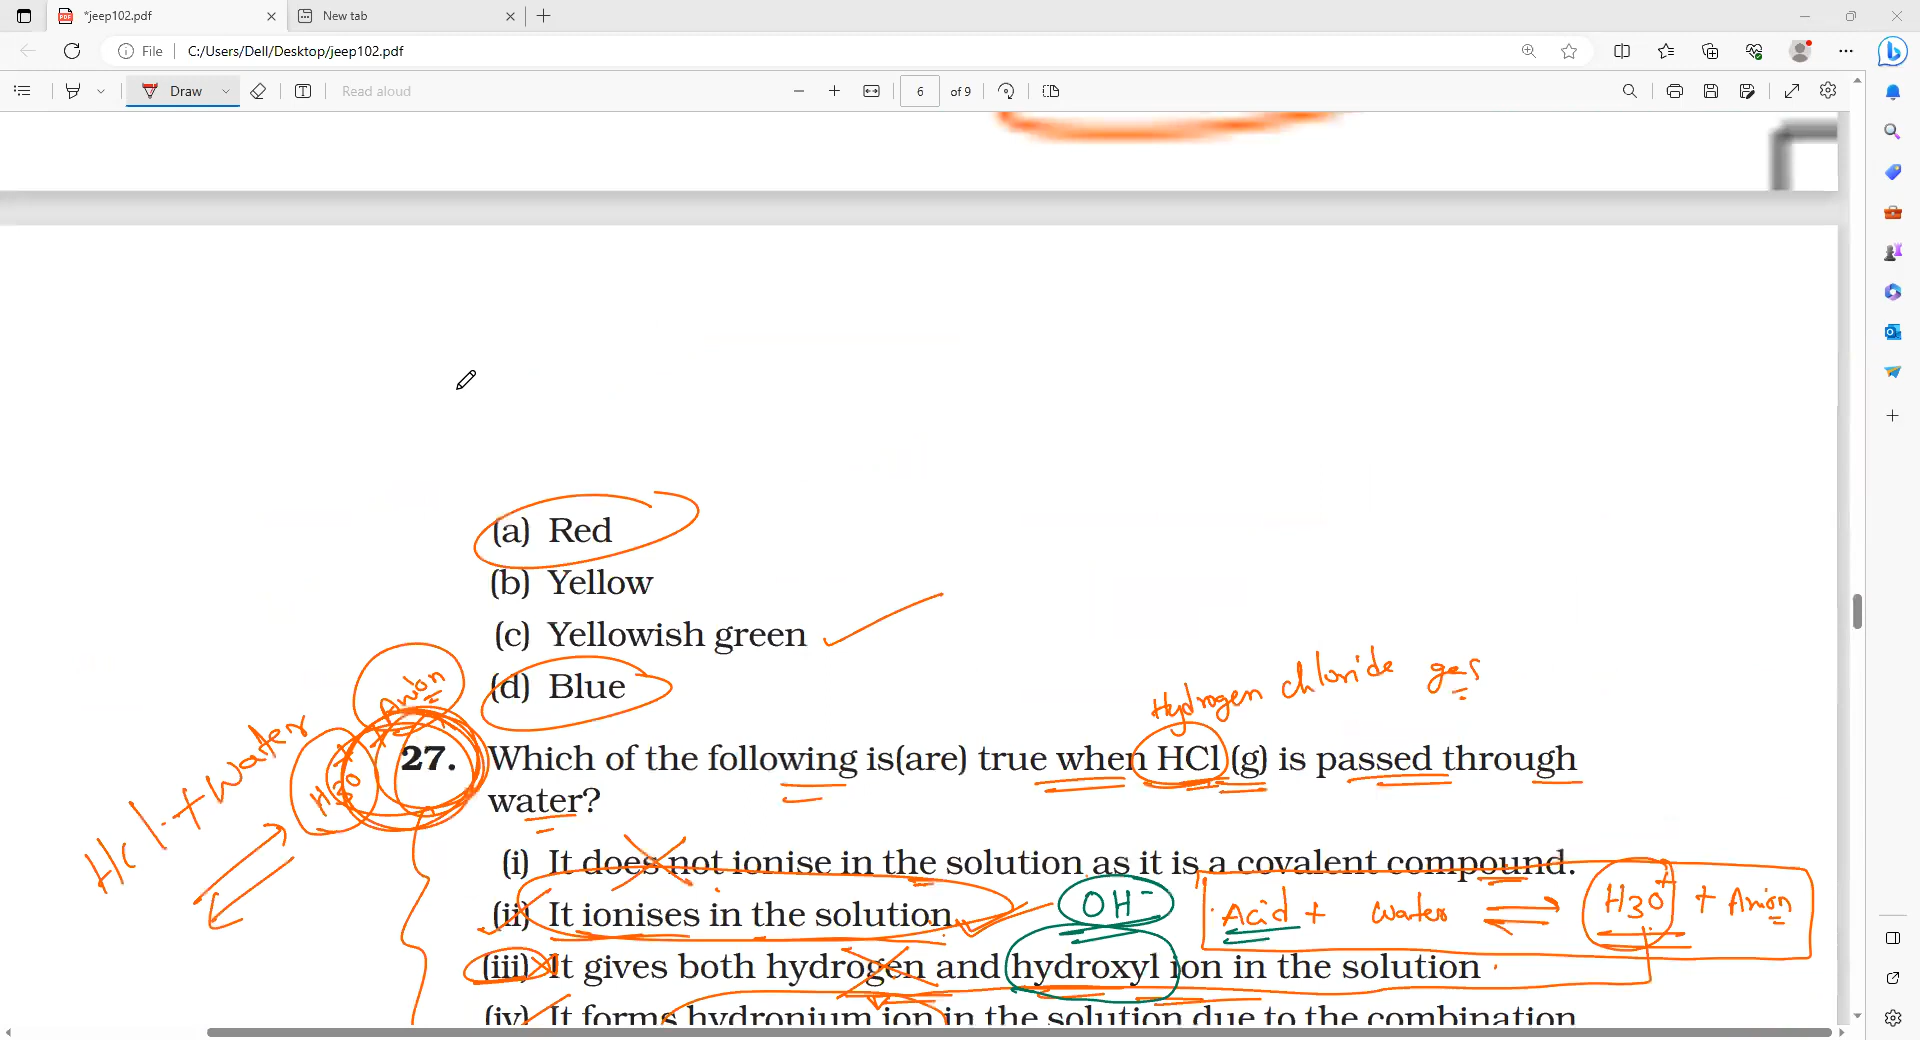 *jeep102.pdf
New tab
File
C:/Users/Dell/Desktop/jeep102.pdf
Draw
Read aloud
6
of 9
(a) Red
(b) Yellow
(c) Yellowish green
(d) Blue
Hydrogen chloride gas
27. Which of the following is(are) true when HCl (g) is passed through
water?
HCl + water
H3O+ + Anion
(i) It does not ionise in the solution as it is a covalent compound.
(ii) It ionises in the solution
OH-
Acid + water ⇌ H3O+ + Anion
(iii) It gives both hydrogen and hydroxyl ion in the solution
(iv) It forms hydronium ion in the solution due to the combination